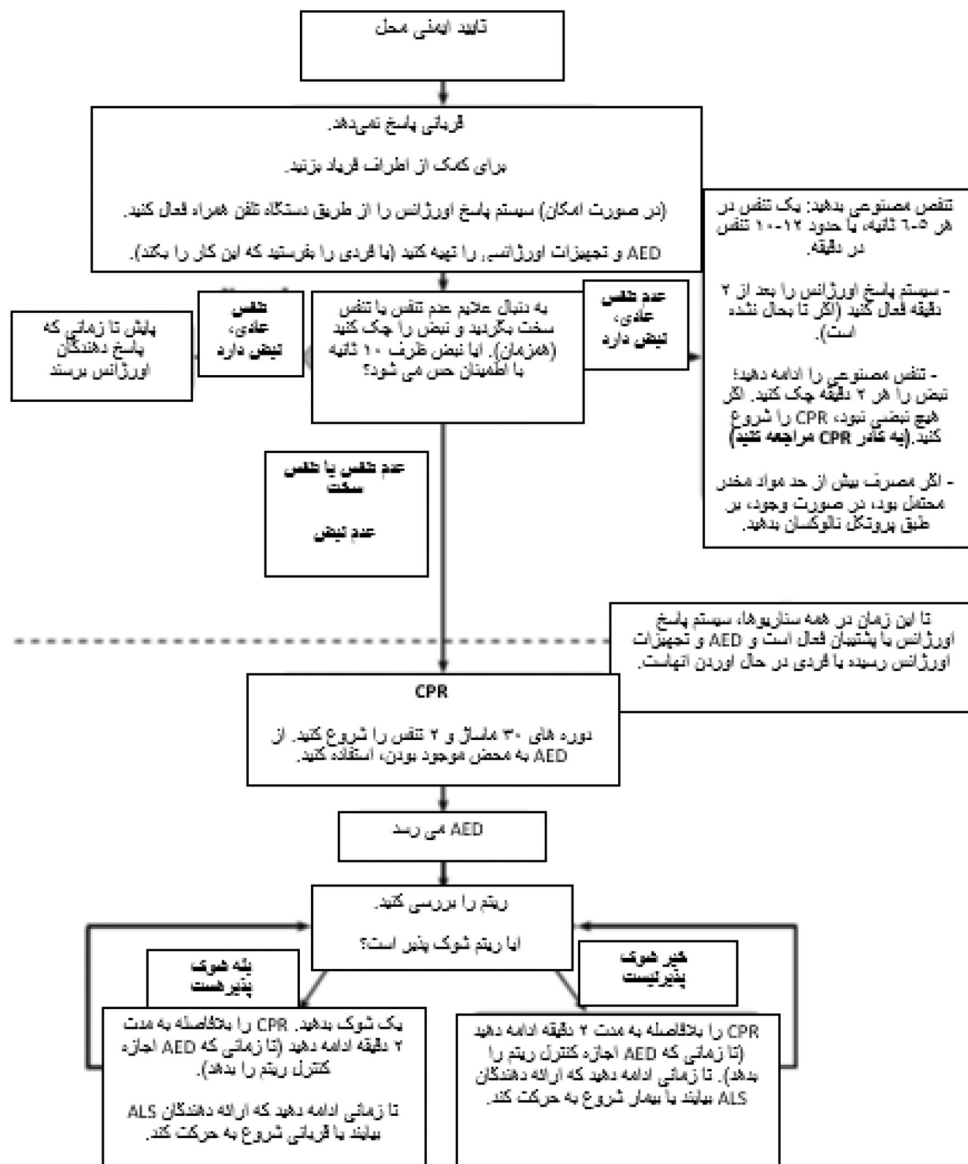 تایید ایمنی محل
قربانی پاسخ نمی‌دهد.
برای کمک از اطراف فریاد بزنید.
(در صورت امکان) سیستم پاسخ اورژانس را از طریق دستگاه تلفن همراه فعال کنید.
AED و تجهیزات اورژانسی را تهیه کنید (یا فردی را بفرستید که این کار را بکند).
تنفس مصنوعی بدهید: یک تنفس در
هر ۵-۶ ثانیه، یا حدود ۱۲-۱۰ تنفس
در دقیقه.
- سیستم پاسخ اورژانس را بعد از ۲
دقیقه فعال کنید (اگر تا بحال نشده
است).
- تنفس مصنوعی را ادامه دهید؛
نبض را هر ۲ دقیقه چک کنید. اگر
هیچ نبضی نبود، CPR را شروع
کنید.(به کادر CPR مراجعه کنید)
- اگر مصرف بیش از حد مواد مخدر
محتمل بود، در صورت وجود، بر
طبق پروتکل نالوکسان بدهید.
عدم تنفس
عادی،
نبض دارد
به دنبال علایم عدم تنفس یا تنفس
سخت بگردید و نبض را چک کنید
(همزمان). ایا نبض ظرف ۱۰ ثانیه
با اطمینان حس می شود؟
تنفس
عادی،
نبض دارد
پایش تا زمانی که
پاسخ دهندگان
اورژانس برسند
عدم تنفس یا تنفس
سخت
عدم نبض
تا این زمان در همه سناریوها، سیستم پاسخ
اورژانس یا پشتیبان فعال است و AED و تجهیزات
اورژانس رسیده یا فردی در حال اوردن انهاست.
CPR
دوره های ۳۰ ماساژ و ۲ تنفس را شروع کنید. از
AED به محض موجود بودن، استفاده کنید.
AED می رسد
ریتم را بررسی کنید.
ایا ریتم شوک پذیر است؟
خیر شوک
پذیرنیست
بله شوک
پذیرهست
CPR را بلافاصله به مدت ۲ دقیقه ادامه دهید
(تا زمانی که AED اجازه کنترل ریتم را
بدهد). تا زمانی ادامه دهید که ارائه دهندگان
ALS بیایند یا بیمار شروع به حرکت کند.
یک شوک بدهید. CPR را بلافاصله به مدت
۲ دقیقه ادامه دهید (تا زمانی که AED اجازه
کنترل ریتم را بدهد).
تا زمانی ادامه دهید که ارائه دهندگان ALS
بیایند یا قربانی شروع به حرکت کند.